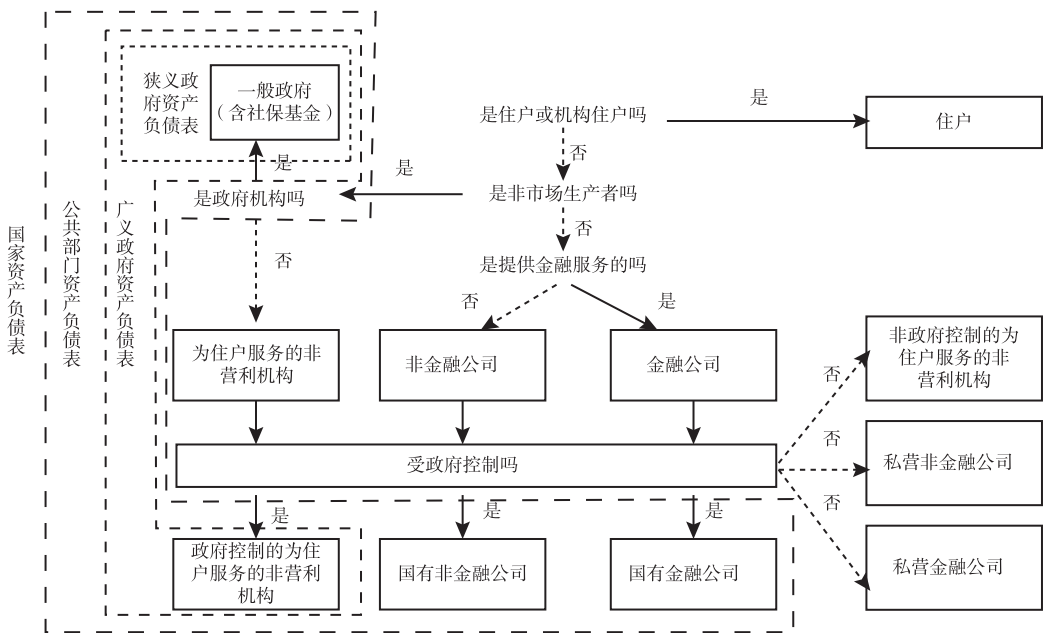 国家资产负债表
公共部门资产负债表
广义政府资产负债表
狭义政
府资产
负债表
一般政府
(含社保基金)
是
是政府机构吗
是
否
是住户或机构住户吗
是
住户
否
是非市场生产者吗
否
是提供金融服务的吗
否
是
为住户服务的非
营利机构
非金融公司
金融公司
受政府控制吗
否
否
否
非政府控制的为
住户服务的非
营利机构
私营非金融公司
私营金融公司
是
是
是
政府控制的为住
户服务的非营利
机构
国有非金融公司
国有金融公司